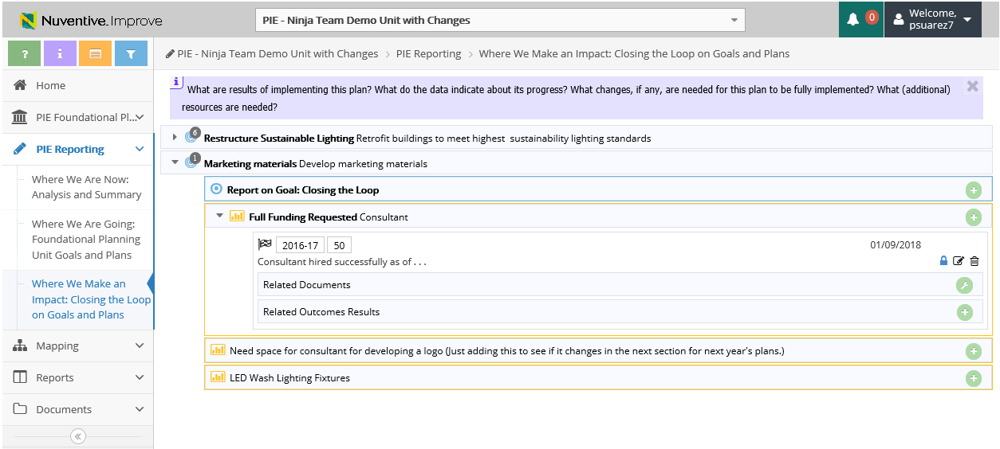 Nuventive. Improve
PIE - Ninja Team Demo Unit with Changes
0
Welcome,
psuarez7
?
i
PIE - Ninja Team Demo Unit with Changes > PIE Reporting > Where We Make an Impact: Closing the Loop on Goals and Plans
Home
PIE Foundational Pl...
PIE Reporting
Where We Are Now:
Analysis and Summary
Where We Are Going:
Foundational Planning
Unit Goals and Plans
Where We Make an
Impact: Closing the Loop
on Goals and Plans
Mapping
Reports
Documents
i
What are results of implementing this plan? What do the data indicate about its progress? What changes, if any, are needed for this plan to be fully implemented? What (additional)
resources are needed?
6
Restructure Sustainable Lighting Retrofit buildings to meet highest sustainability lighting standards
1
Marketing materials Develop marketing materials
Report on Goal: Closing the Loop
Full Funding Requested Consultant
2016-17 50 01/09/2018
Consultant hired successfully as of . . .
Related Documents
Related Outcomes Results
Need space for consultant for developing a logo (Just adding this to see if it changes in the next section for next year's plans.)
LED Wash Lighting Fixtures